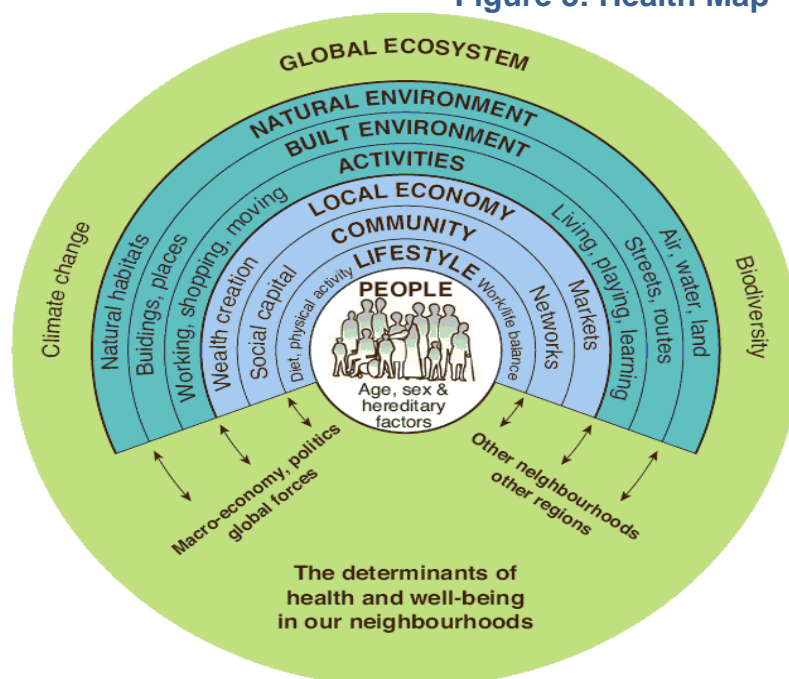 Figure 3: Health Map
GLOBAL ECOSYSTEM
NATURAL ENVIRONMENT
BUILT ENVIRONMENT
ACTIVITIES
LOCAL ECONOMY
COMMUNITY
LIFESTYLE
PEOPLE
Age, sex &
hereditary
factors
Climate change
Natural habitats
Buidings, places
Working, shopping, moving
Wealth creation
Social capital
Diet, physical activity
Work/life balance
Networks
Markets
Living, playing, learning
Streets, routes
Air, water, land
Biodiversity
Macro-economy, politics
global forces
Other neighbourhoods
other regions
The determinants of
health and well-being
in our neighbourhoods